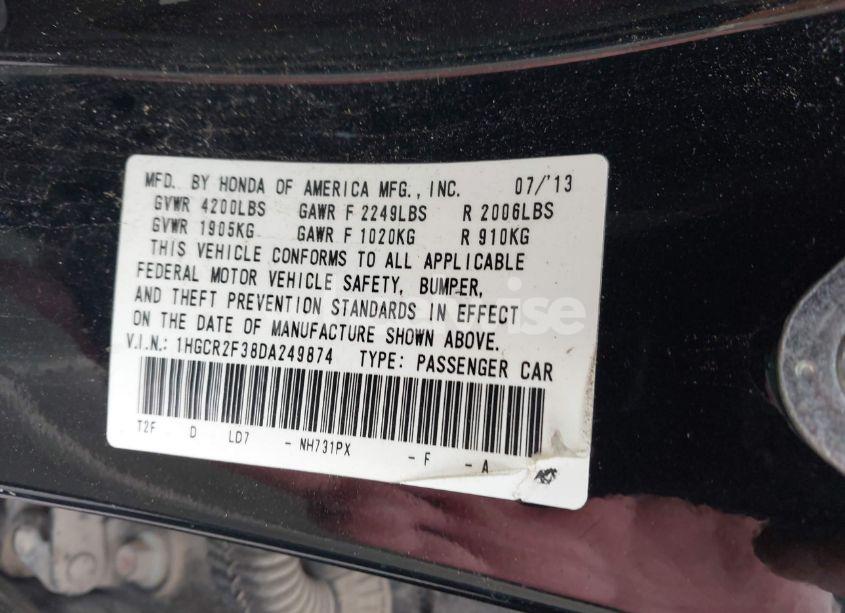 MFD. BY HONDA OF AMERICA MFG., INC. 07/'13
GVWR 4200LBS GAWR F 2249LBS R 2006LBS
GVWR 1905KG GAWR F 1020KG R 910KG
THIS VEHICLE CONFORMS TO ALL APPLICABLE
FEDERAL MOTOR VEHICLE SAFETY, BUMPER,
AND THEFT PREVENTION STANDARDS IN EFFECT
ON THE DATE OF MANUFACTURE SHOWN ABOVE.
V.I.N.: 1HGCR2F38DA249874 TYPE: PASSENGER CAR
T2F D LD7 - NH731PX - F - A